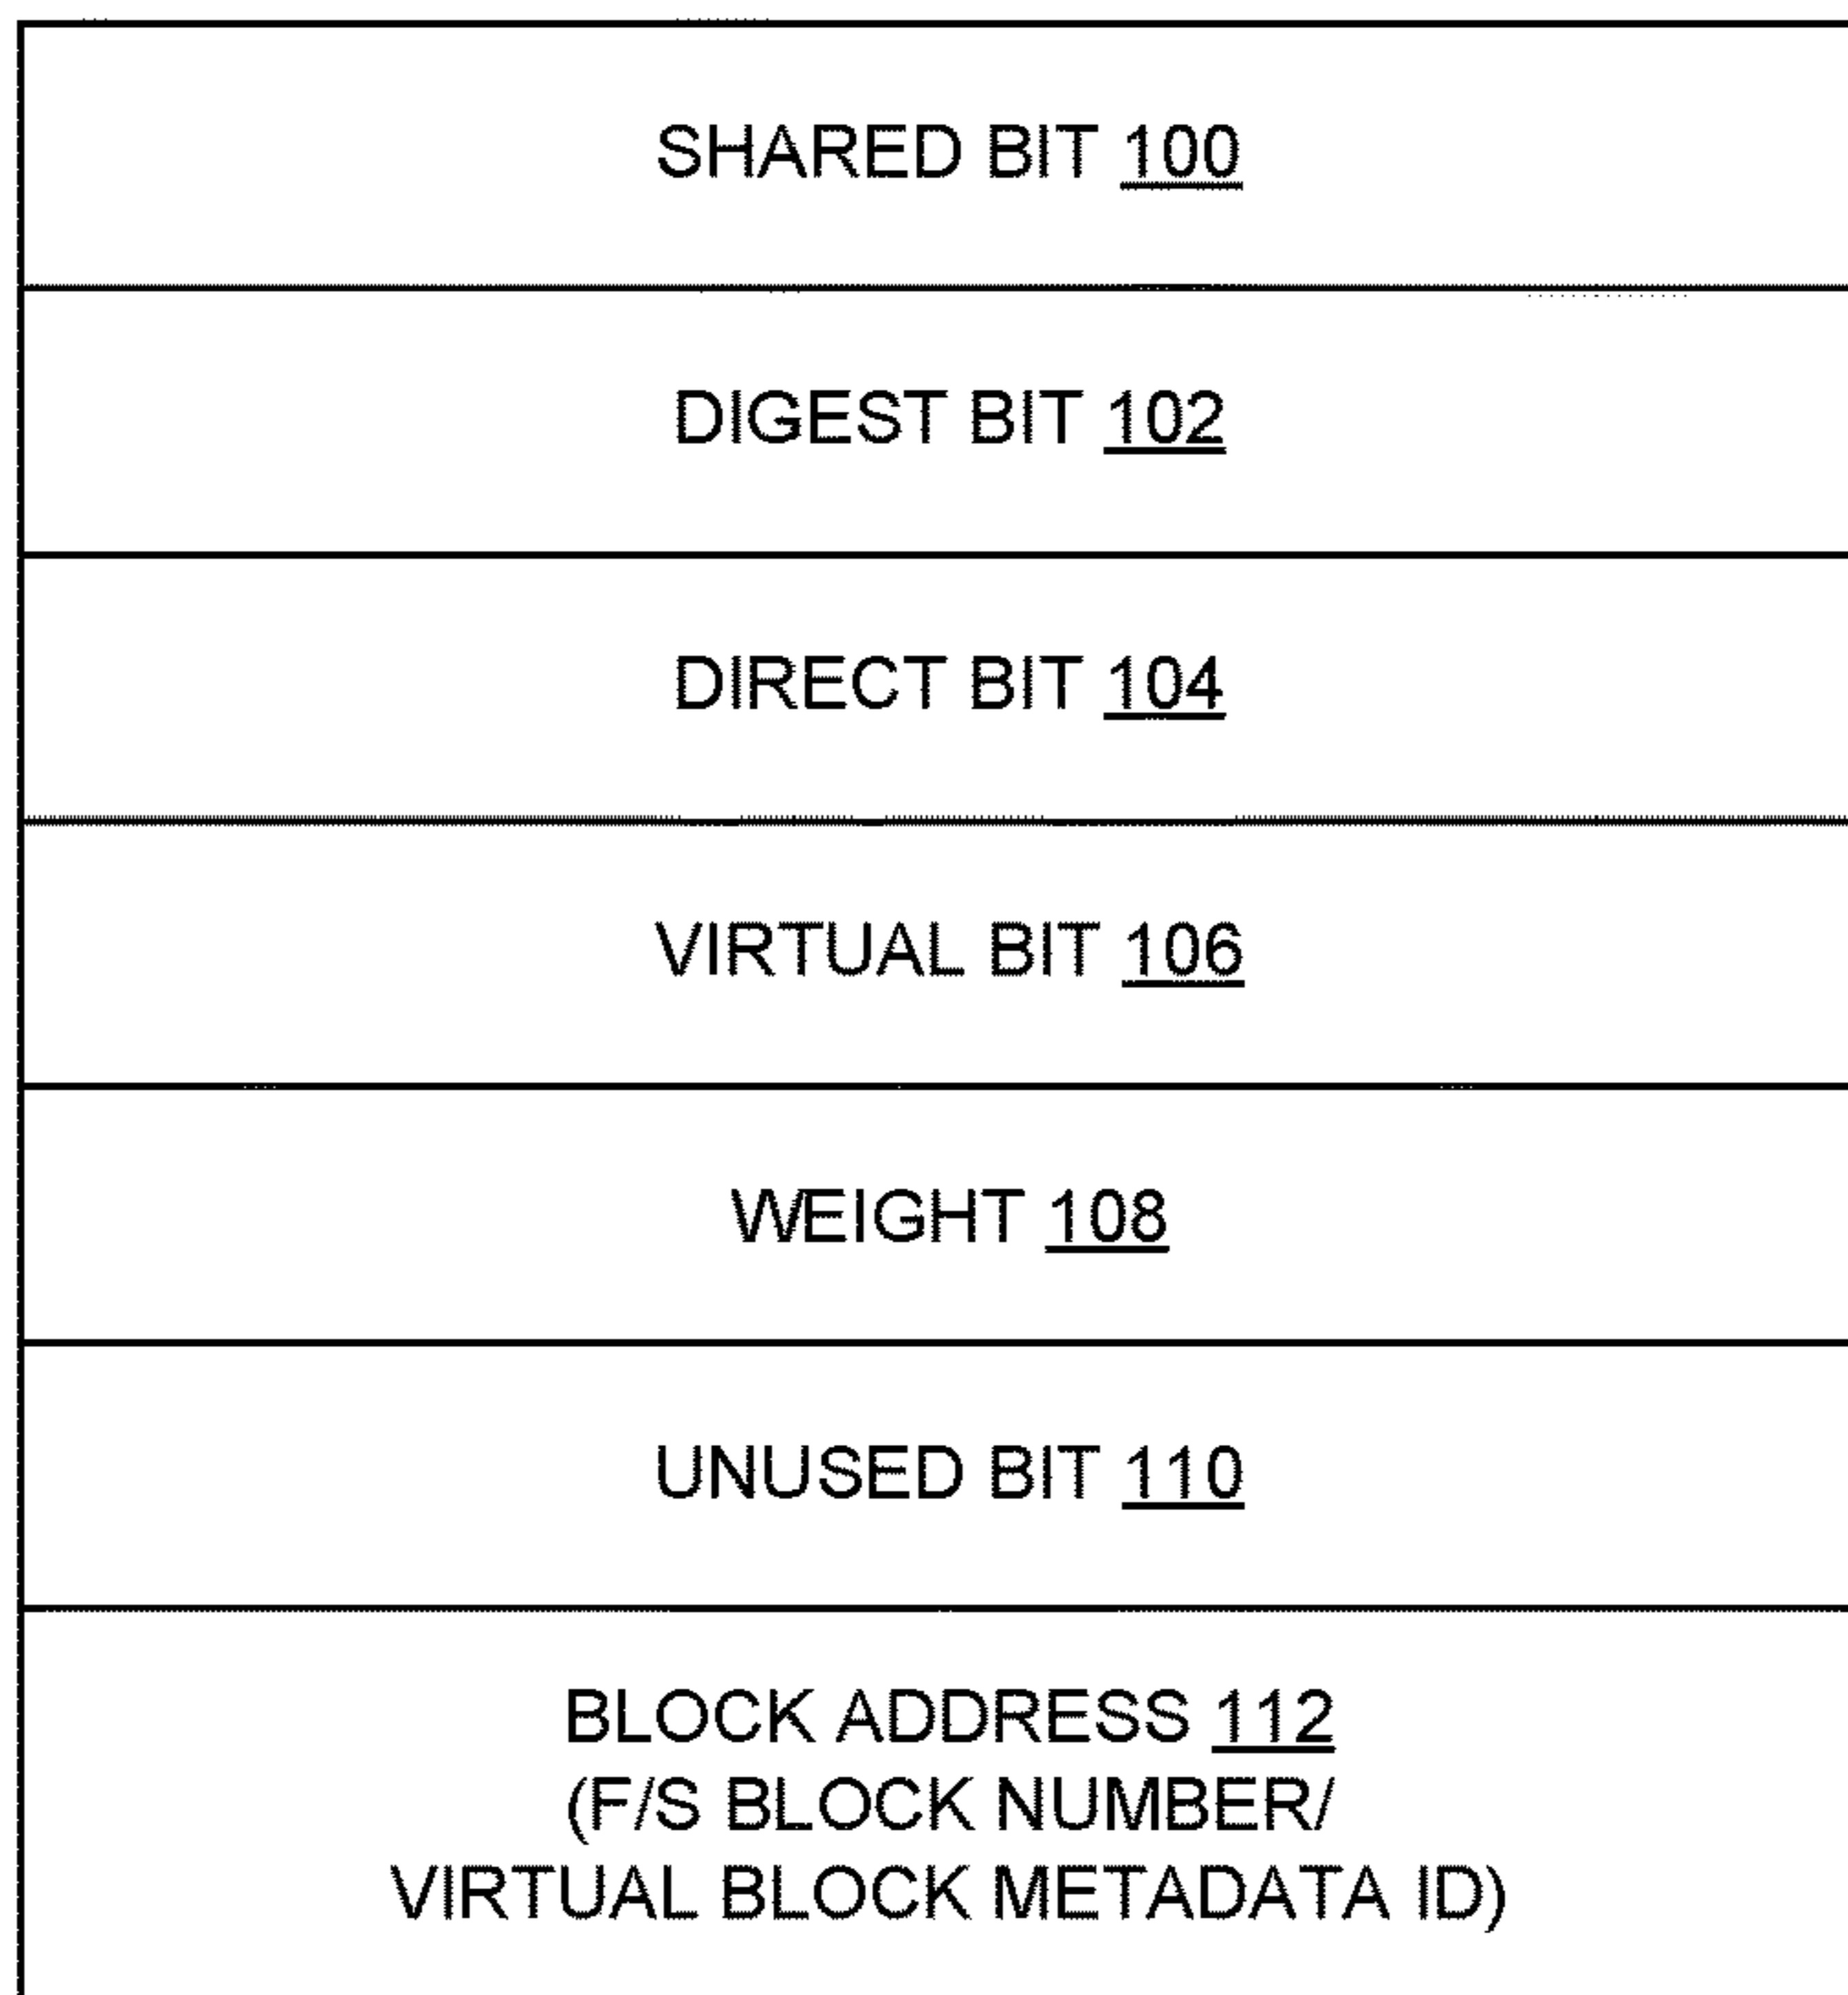 SHARED BIT 100
DIGEST BIT 102
DIRECT BIT 104
VIRTUAL BIT 106
WEIGHT 108
UNUSED BIT 110
BLOCK ADDRESS 112
(F/S BLOCK NUMBER/
VIRTUAL BLOCK METADATA ID)